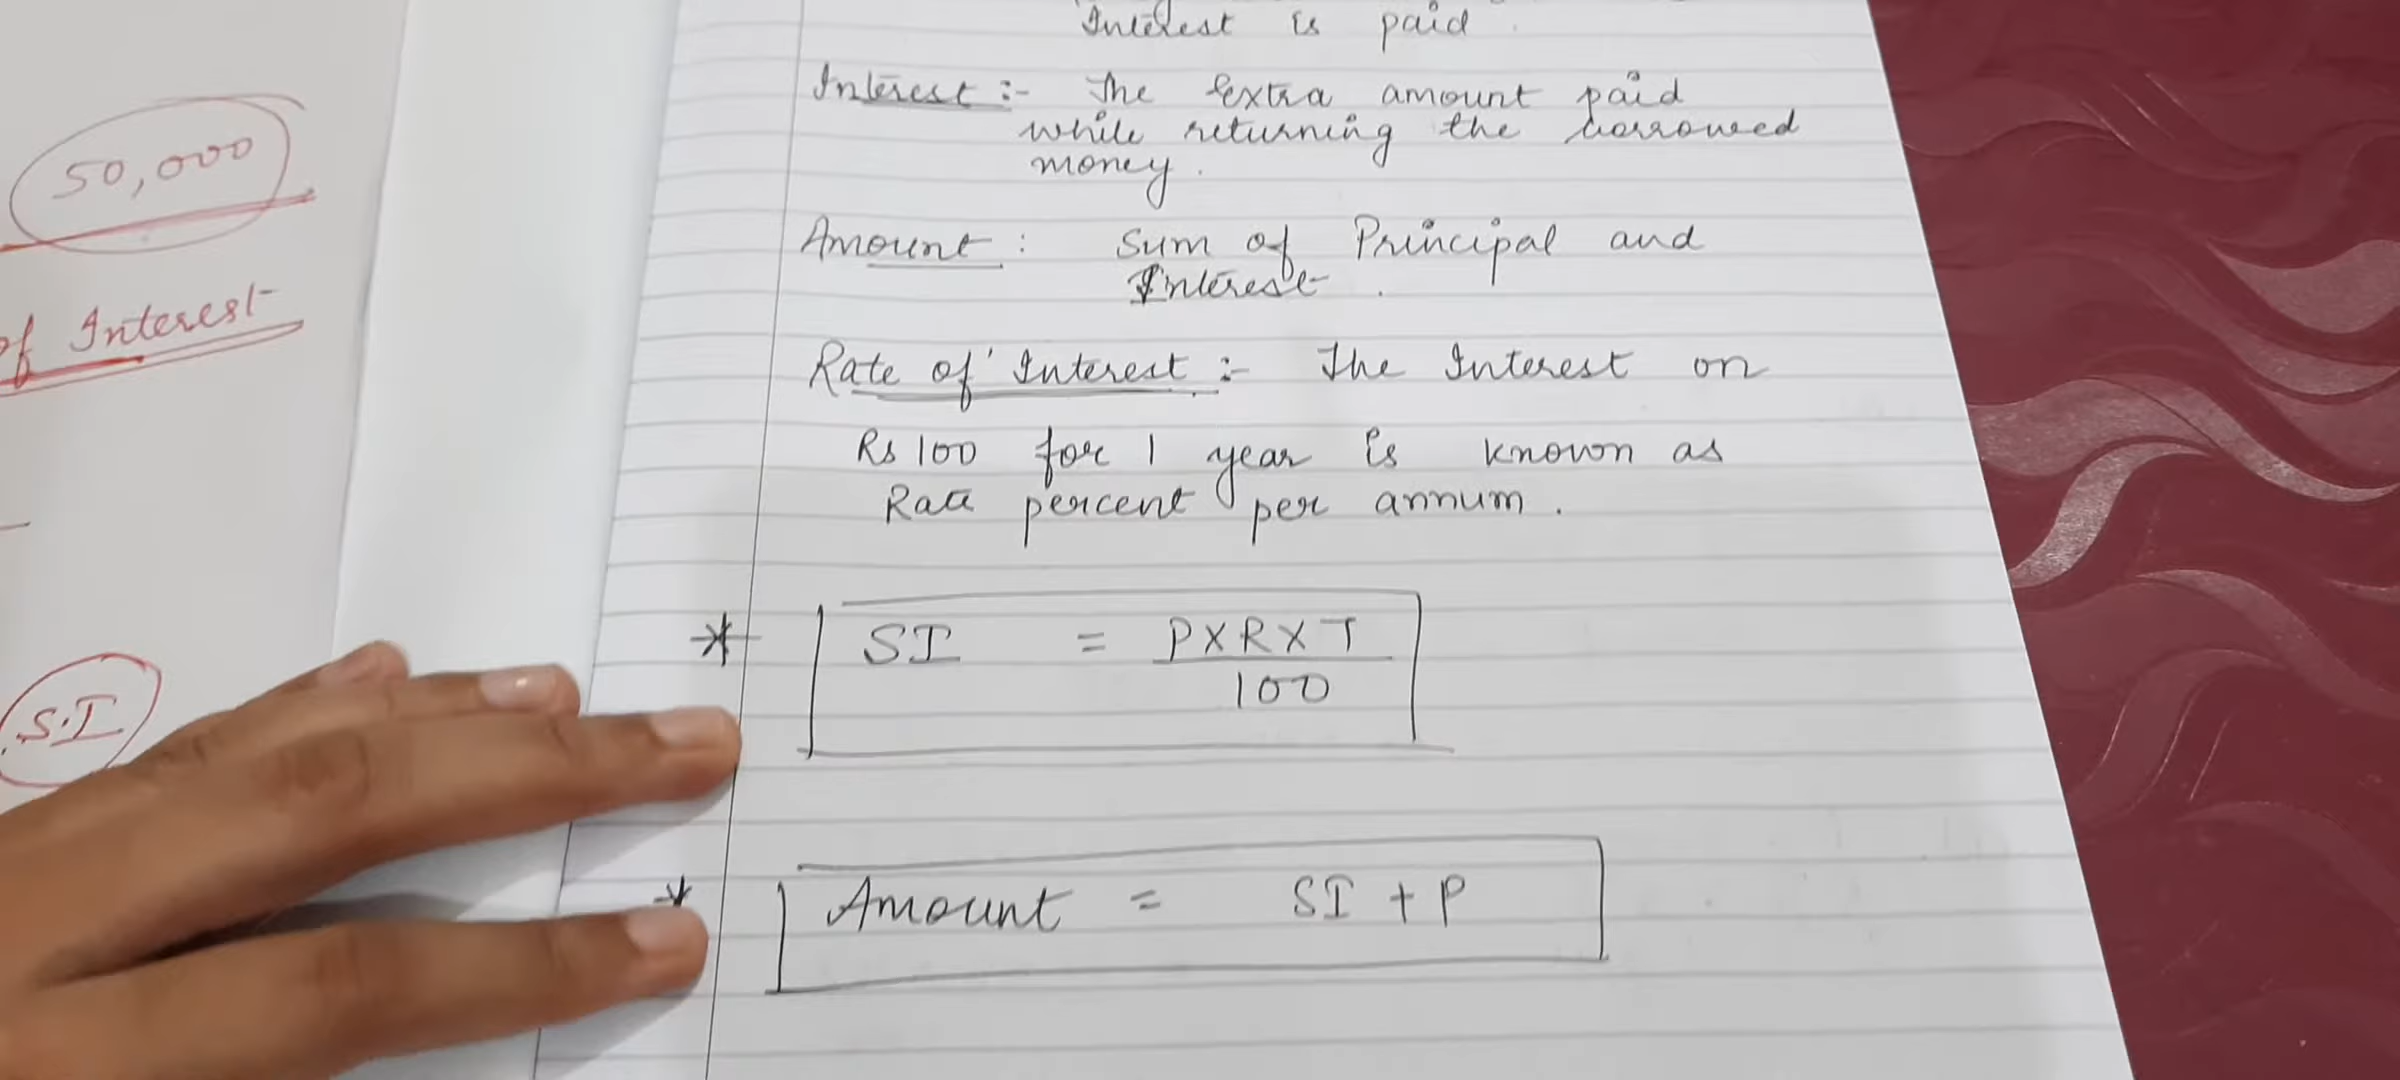 50,000
of Interest
S.I
Interest is paid.
Interest :- The extra amount paid
while returning the borrowed
money.
Amount : Sum of Principal and
Interest.
Rate of Interest :- The Interest on
Rs 100 for 1 year is known as
Rate percent per annum.
* SI = P X R X T
100
* Amount = SI + P